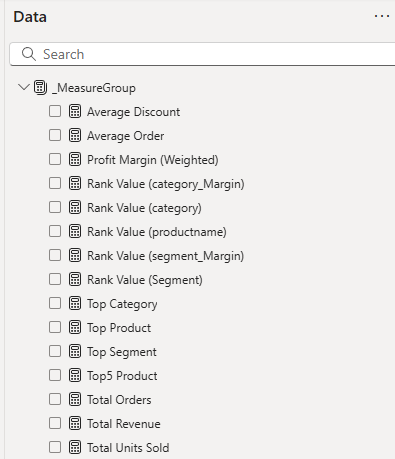 Data
Search
_MeasureGroup
Average Discount
Average Order
Profit Margin (Weighted)
Rank Value (category_Margin)
Rank Value (category)
Rank Value (productname)
Rank Value (segment_Margin)
Rank Value (Segment)
Top Category
Top Product
Top Segment
Top5 Product
Total Orders
Total Revenue
Total Units Sold